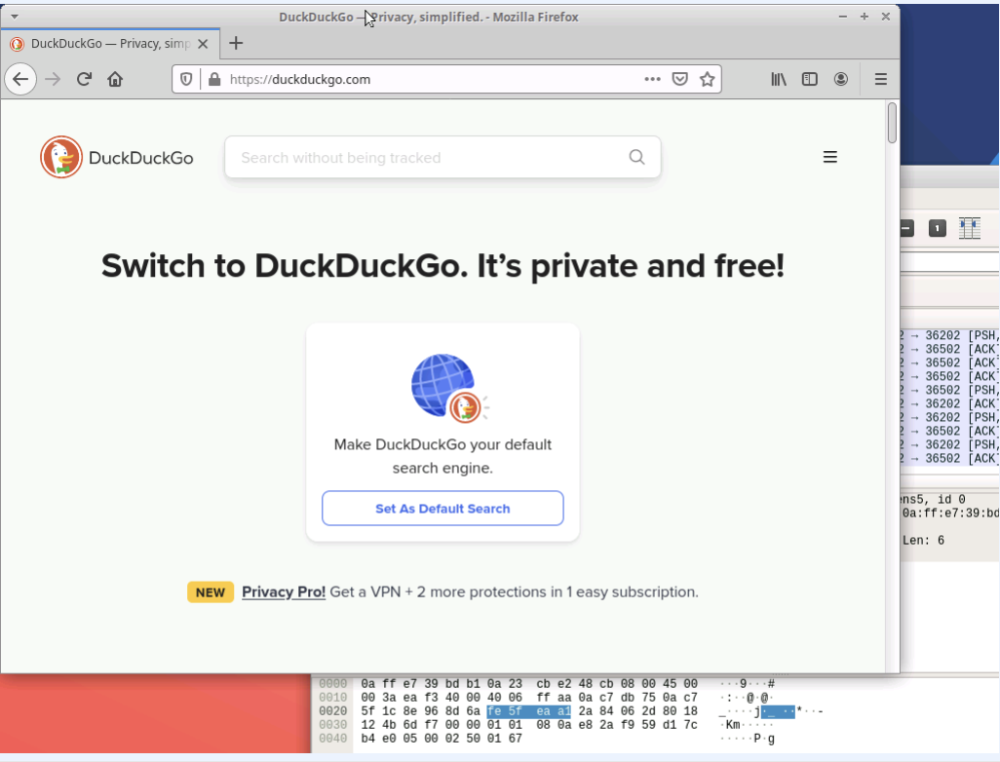 DuckDuckGo — Privacy, simplified. - Mozilla Firefox
DuckDuckGo — Privacy, simp
https://duckduckgo.com
DuckDuckGo
Search without being tracked
1
Switch to DuckDuckGo. It's private and free!
Make DuckDuckGo your default
search engine.
Set As Default Search
NEW Privacy Pro! Get a VPN + 2 more protections in 1 easy subscription.
2 → 36202 [PSH,
2 → 36502 [ACK]
2 → 36502 [ACK]
2 → 36502 [ACK]
2 → 36502 [PSH,
2 → 36202 [ACK]
2 → 36202 [PSH,
2 → 36502 [ACK]
2 → 36202 [PSH,
2 → 36502 [ACK]
ens5, id 0
0a:ff:e7:39:bd
Len: 6
0000 0a ff e7 39 bd b1 0a 23 cb e2 48 cb 08 00 45 00 ···9···#
0010 00 3a ea f3 40 00 40 06 ff aa 0a c7 db 75 0a c7 ·:··@·@·
0020 5f 1c 8e 96 8d 6a fe 5f ea a1 2a 84 06 2d 80 18 _····j·_ ··*··-··
0030 12 4b 6d f7 00 00 01 01 08 0a e8 2a f9 59 d1 7c ·Km·····
0040 b4 e0 05 00 02 50 01 67 ·····P·g